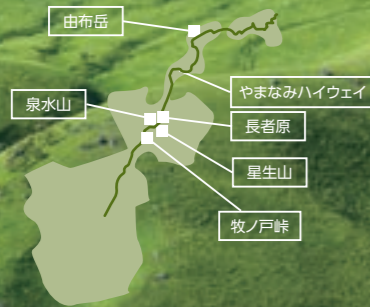 由布岳
やまなみハイウェイ
泉水山
長者原
星生山
牧ノ戸峠